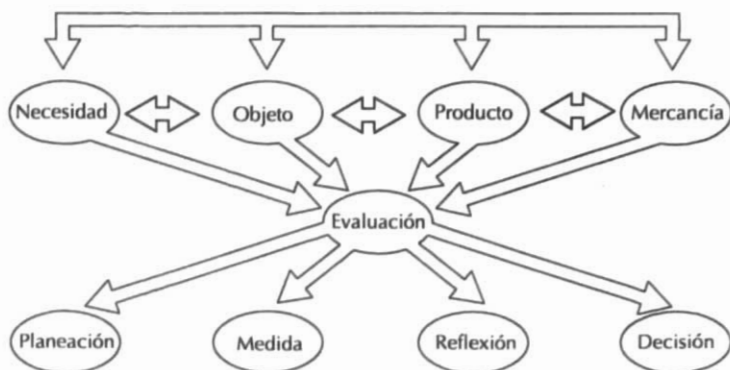 Necesidad
Objeto
Producto
Mercancía
Evaluación
Planeación
Medida
Reflexión
Decisión